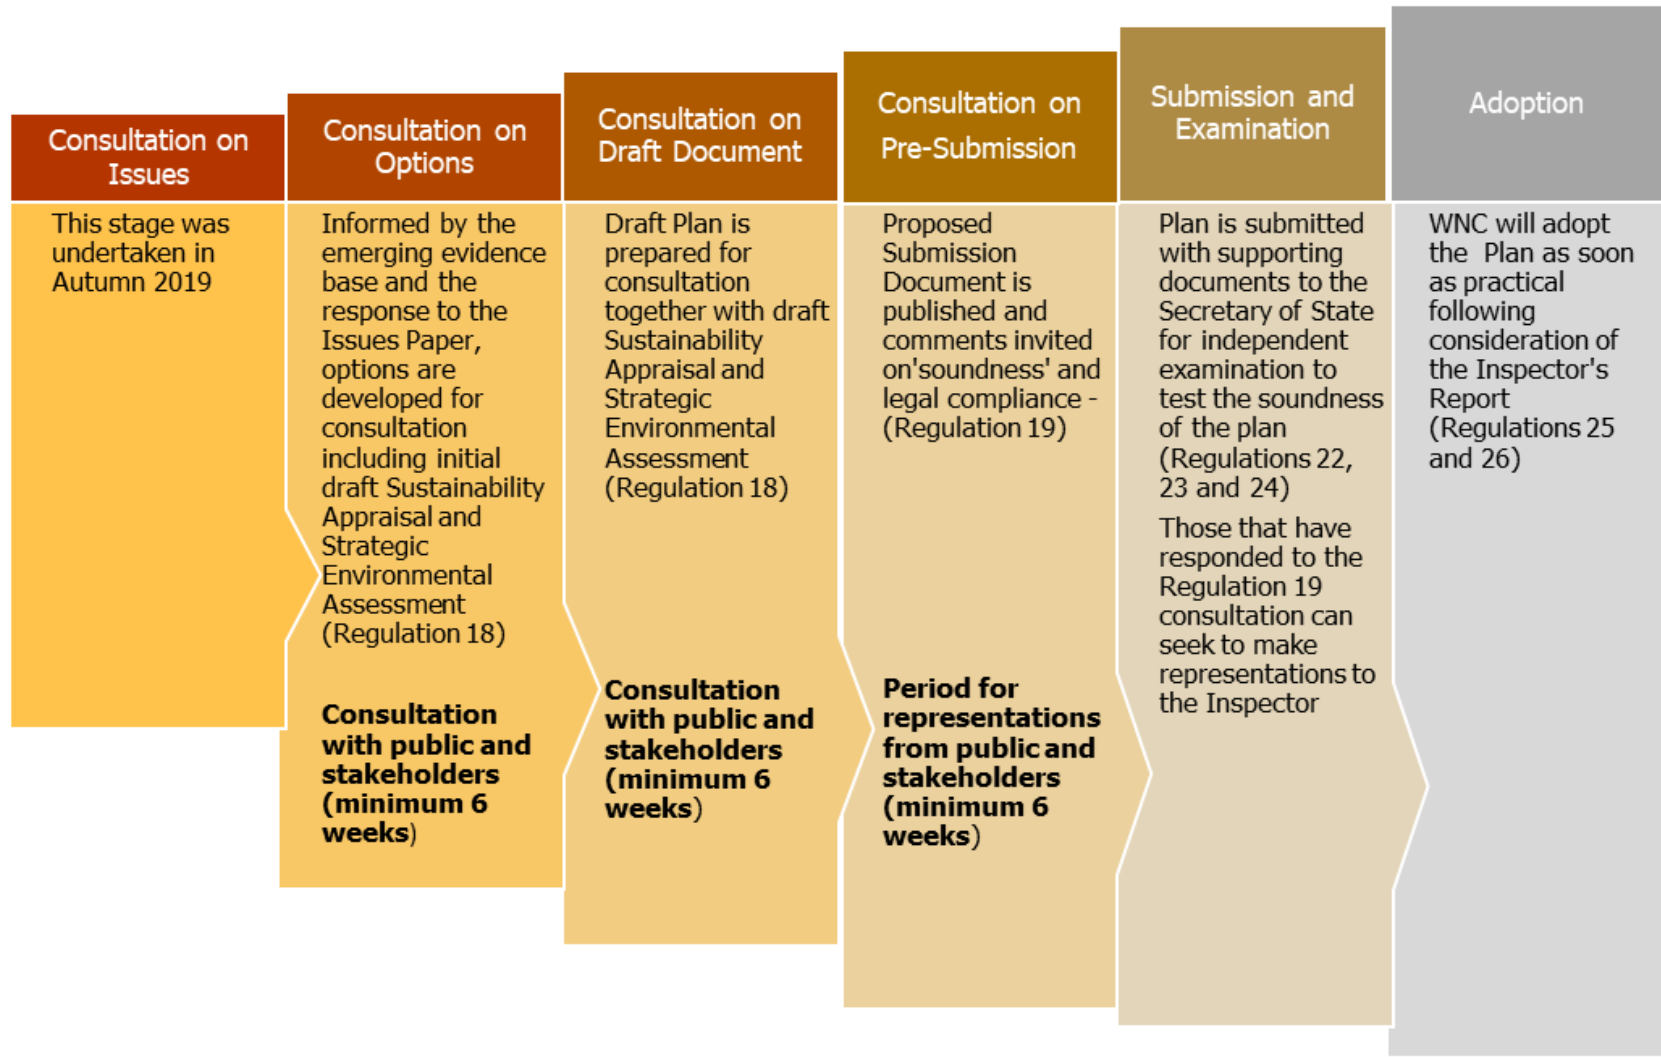 Consultation on
Issues
This stage was
undertaken in
Autumn 2019
Consultation on
Options
Informed by the
emerging evidence
base and the
response to the
Issues Paper,
options are
developed for
consultation
including initial
draft Sustainability
Appraisal and
Strategic
Environmental
Assessment
(Regulation 18)
Consultation
with public and
stakeholders
(minimum 6
weeks)
Consultation on
Draft Document
Draft Plan is
prepared for
consultation
together with draft
Sustainability
Appraisal and
Strategic
Environmental
Assessment
(Regulation 18)
Consultation
with public and
stakeholders
(minimum 6
weeks)
Consultation on
Pre-Submission
Proposed
Submission
Document is
published and
comments invited
on'soundness' and
legal compliance -
(Regulation 19)
Period for
representations
from public and
stakeholders
(minimum 6
weeks)
Submission and
Examination
Plan is submitted
with supporting
documents to the
Secretary of State
for independent
examination to
test the soundness
of the plan
(Regulations 22,
23 and 24)
Those that have
responded to the
Regulation 19
consultation can
seek to make
representations to
the Inspector
Adoption
WNC will adopt
the Plan as soon
as practical
following
consideration of
the Inspector's
Report
(Regulations 25
and 26)